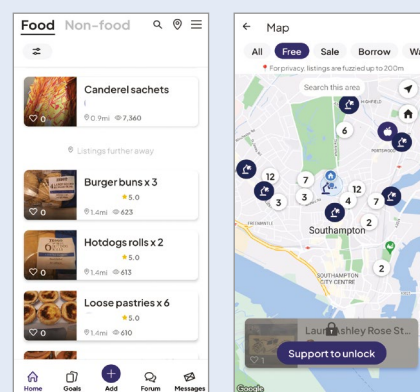 Food Non-food
Canderel sachets
0
0.9mi 7,360
Listings further away
Burger buns x 3
5.0
0
1.4mi 623
Hotdogs rolls x 2
5.0
0
1.4mi 613
Loose pastries x 6
5.0
0
1.4mi 610
Home Goals Add Forum Messages
Map
All Free Sale Borrow Wa
For privacy, listings are fuzzied up to 200m
Search this area
HIGHFIELD
6
PORTSWOOD
12
7
12
3
3
4
7
2
FREEMANTLE
Southampton
2
SOUTHAMPTON
CITY CENTRE
Laura Ashley Rose St...
1
Support to unlock
Google